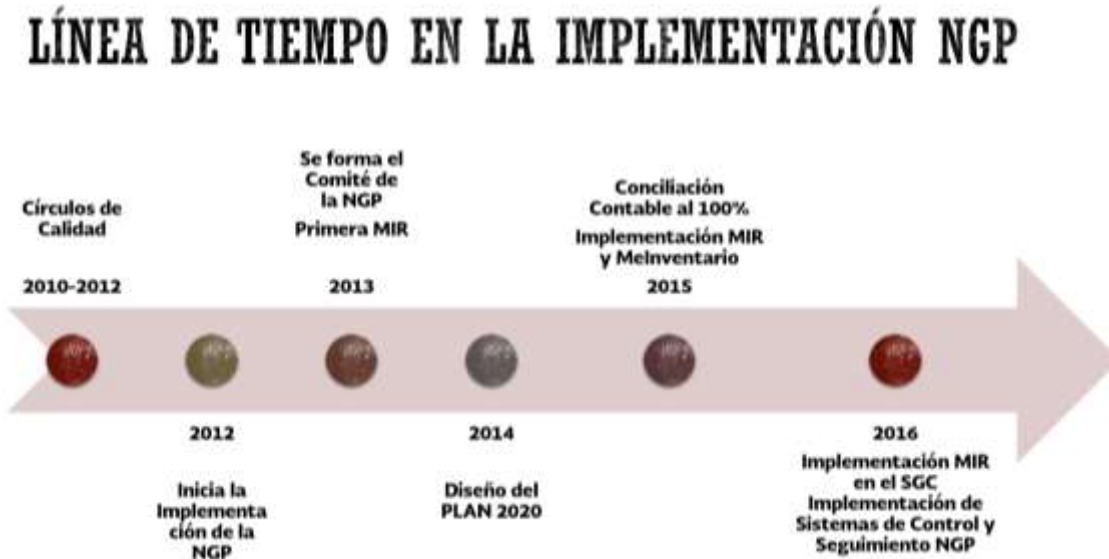 LÍNEA DE TIEMPO EN LA IMPLEMENTACIÓN NGP
Círculos de
Calidad
2010-2012
2012
Inicia la
Implementa
ción de la
NGP
Se forma el
Comité de
la NGP
Primera MIR
2013
2014
Diseño del
PLAN 2020
Conciliación
Contable al 100%
Implementación MIR
y MeInventario
2015
2016
Implementación MIR
en el SGC
Implementación de
Sistemas de Control y
Seguimiento NGP